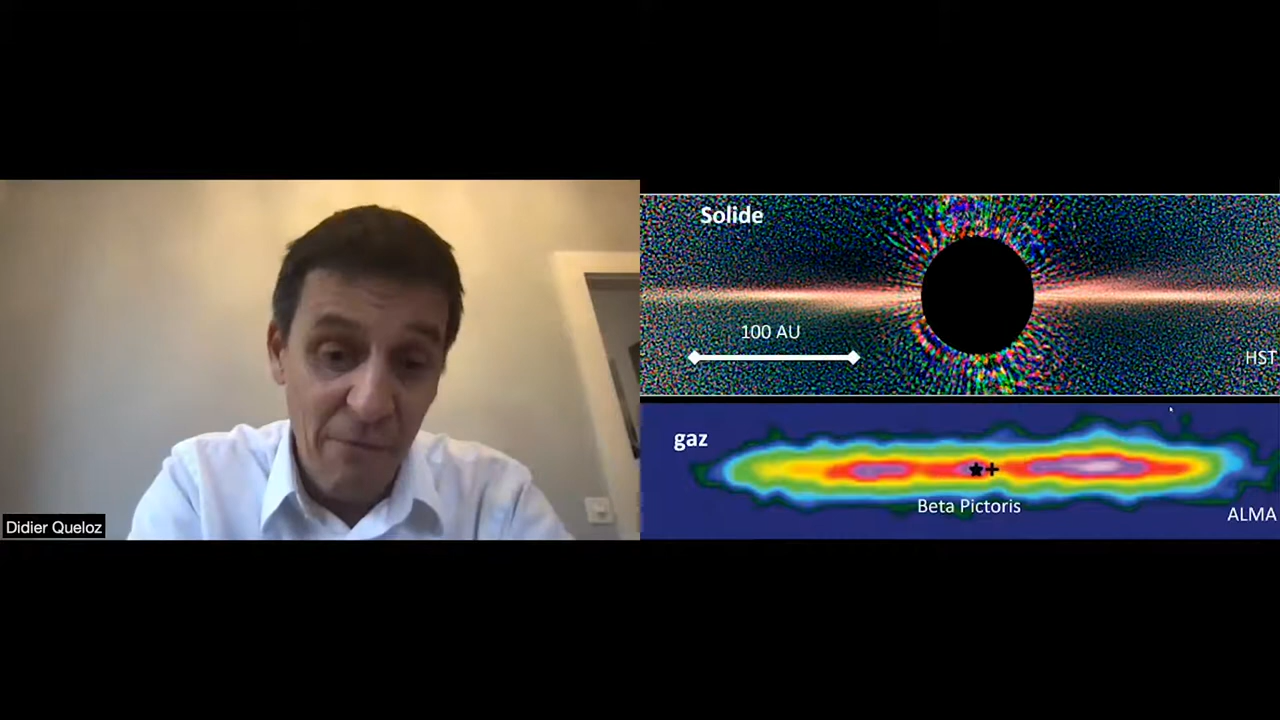 Didier Queloz
Solide
100 AU
HST
gaz
Beta Pictoris
ALMA